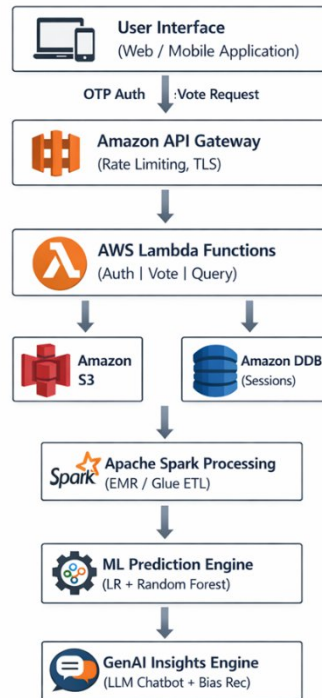 User Interface
(Web / Mobile Application)
OTP Auth :Vote Request
Amazon API Gateway
(Rate Limiting, TLS)
AWS Lambda Functions
(Auth | Vote | Query)
Amazon
S3
Amazon DDB
(Sessions)
Spark
Apache Spark Processing
(EMR / Glue ETL)
ML Prediction Engine
(LR + Random Forest)
GenAI Insights Engine
(LLM Chatbot + Bias Rec)